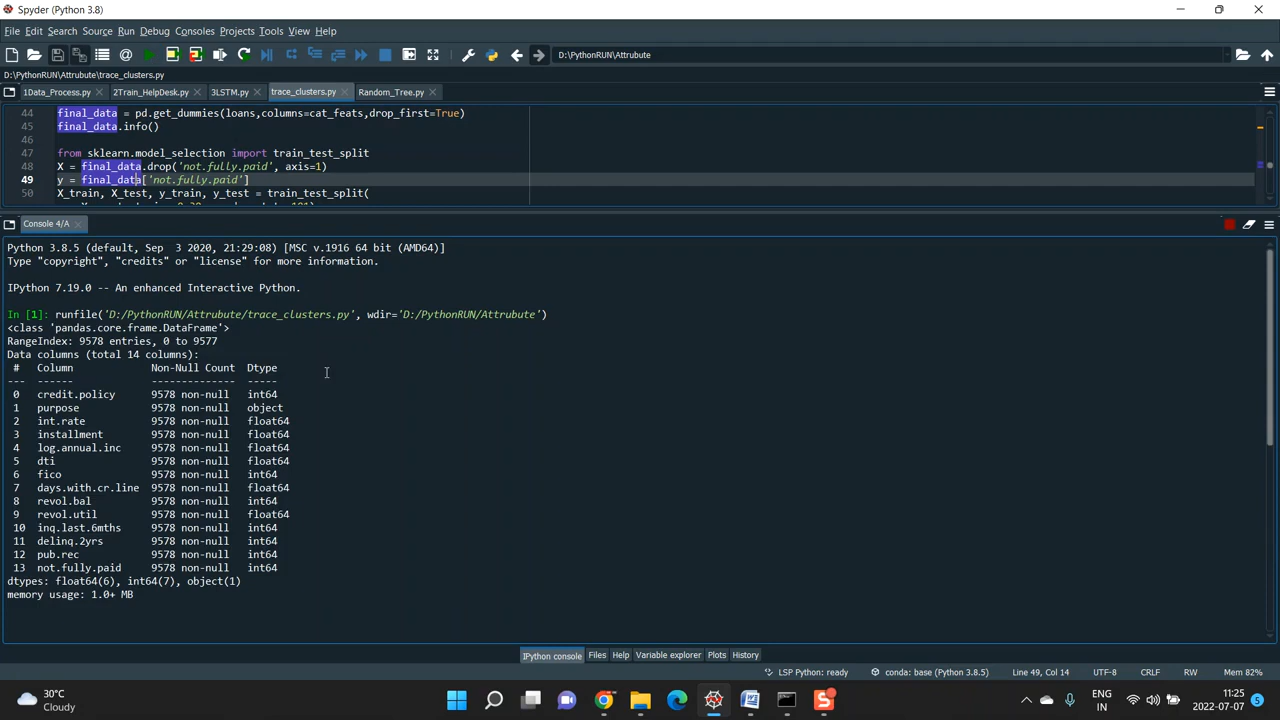 Spyder (Python 3.8)
File Edit Search Source Run Debug Consoles Projects Tools View Help
D:\PythonRUN\Attrubute
D:\PythonRUN\Attrubute\trace_clusters.py
1Data_Process.py 2Train_HelpDesk.py 3LSTM.py trace_clusters.py Random_Tree.py
44 final_data = pd.get_dummies(loans,columns=cat_feats,drop_first=True)
45 final_data.info()
46
47 from sklearn.model_selection import train_test_split
48 X = final_data.drop('not.fully.paid', axis=1)
49 y = final_data['not.fully.paid']
50 X_train, X_test, y_train, y_test = train_test_split(
Console 4/A
Python 3.8.5 (default, Sep 3 2020, 21:29:08) [MSC v.1916 64 bit (AMD64)]
Type "copyright", "credits" or "license" for more information.
IPython 7.19.0 -- An enhanced Interactive Python.
In [1]: runfile('D:/PythonRUN/Attrubute/trace_clusters.py', wdir='D:/PythonRUN/Attrubute')
<class 'pandas.core.frame.DataFrame'>
RangeIndex: 9578 entries, 0 to 9577
Data columns (total 14 columns):
# Column Non-Null Count Dtype
--- ------ -------------- -----
0 credit.policy 9578 non-null int64
1 purpose 9578 non-null object
2 int.rate 9578 non-null float64
3 installment 9578 non-null float64
4 log.annual.inc 9578 non-null float64
5 dti 9578 non-null float64
6 fico 9578 non-null int64
7 days.with.cr.line 9578 non-null float64
8 revol.bal 9578 non-null int64
9 revol.util 9578 non-null float64
10 inq.last.6mths 9578 non-null int64
11 delinq.2yrs 9578 non-null int64
12 pub.rec 9578 non-null int64
13 not.fully.paid 9578 non-null int64
dtypes: float64(6), int64(7), object(1)
memory usage: 1.0+ MB
IPython console Files Help Variable explorer Plots History
LSP Python: ready conda: base (Python 3.8.5) Line 49, Col 14 UTF-8 CRLF RW Mem 82%
30°C
Cloudy
ENG
IN
11:25
2022-07-07
5